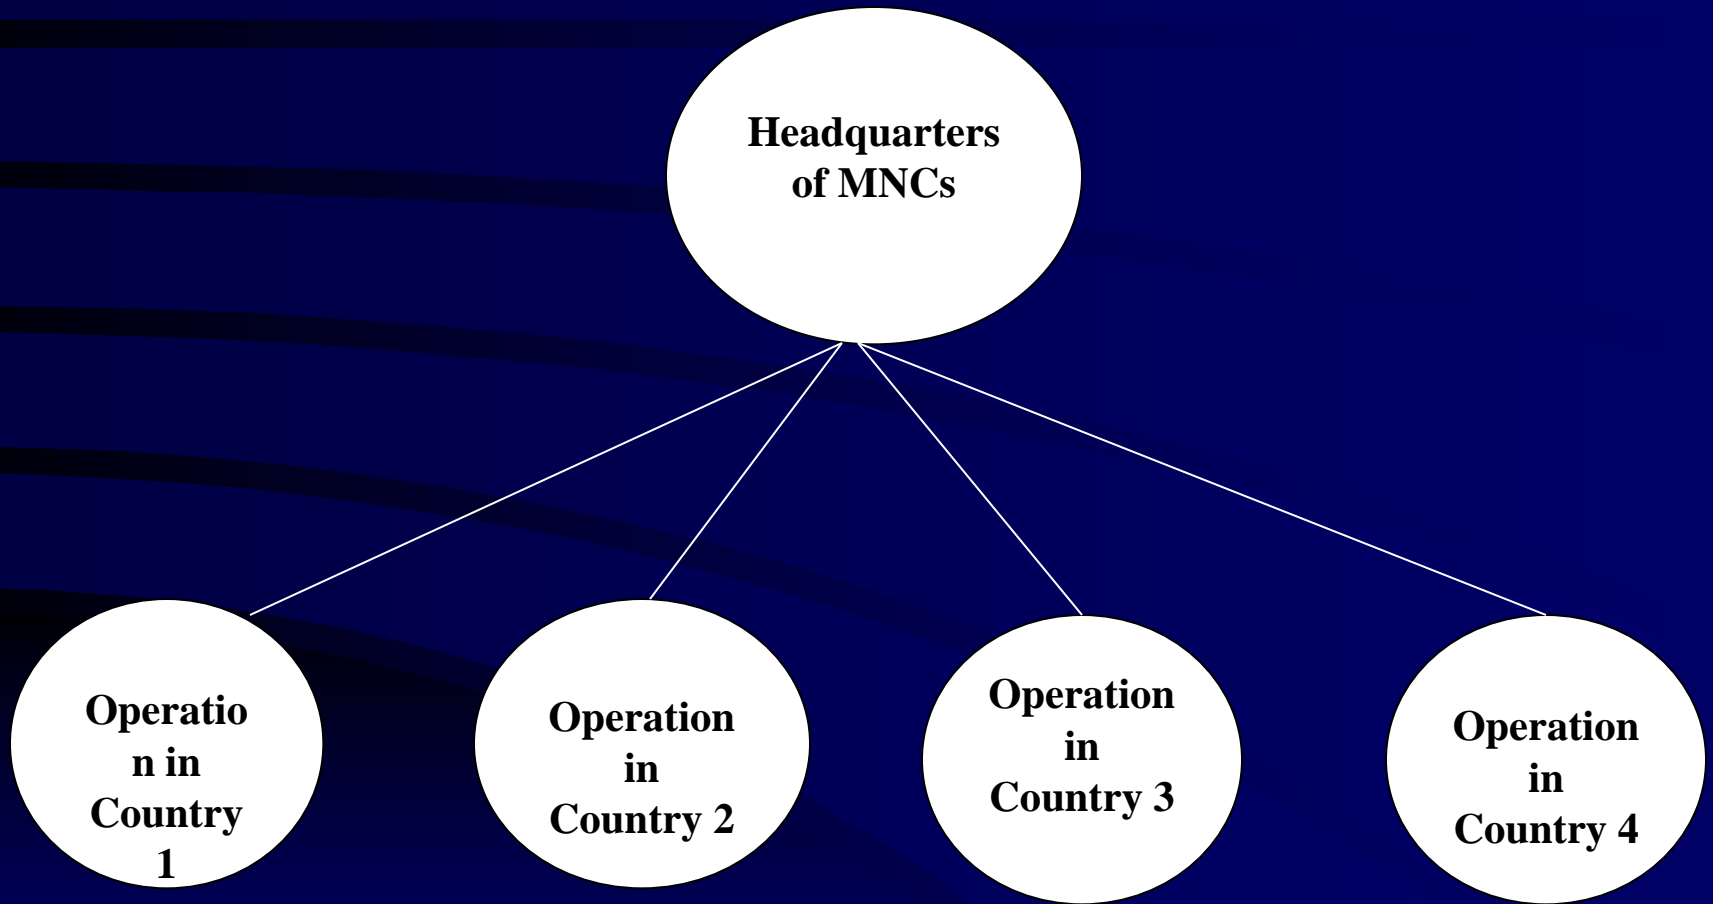 Headquarters
of MNCs
Operatio
n in
Country
1
Operation
in
Country 2
Operation
in
Country 3
Operation
in
Country 4